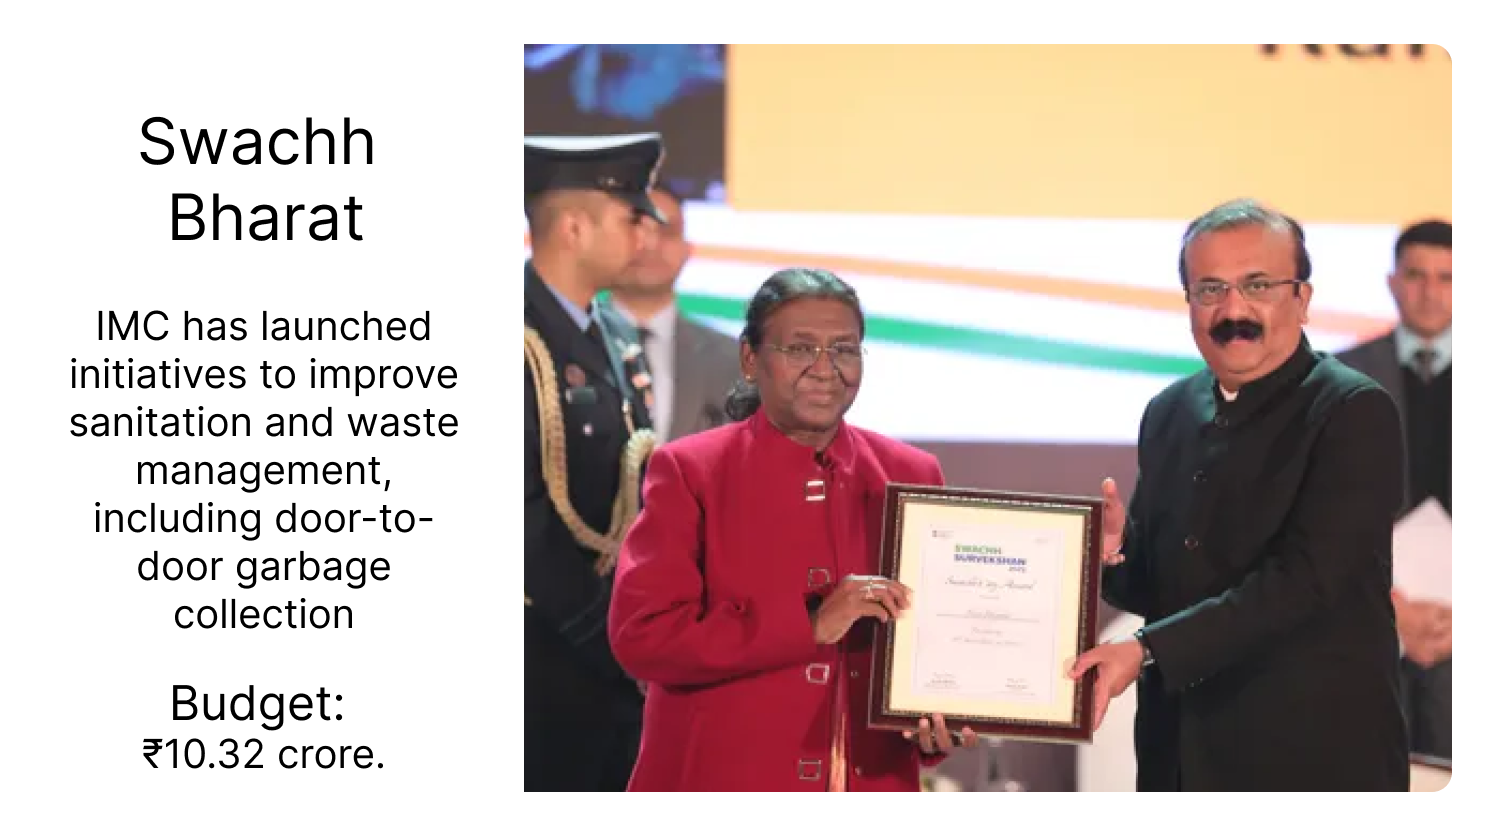 Swachh
Bharat
IMC has launched
initiatives to improve
sanitation and waste
management,
including door-to-
door garbage
collection
Budget:
₹10.32 crore.
SWACHH
SURVEKSHAN
Award